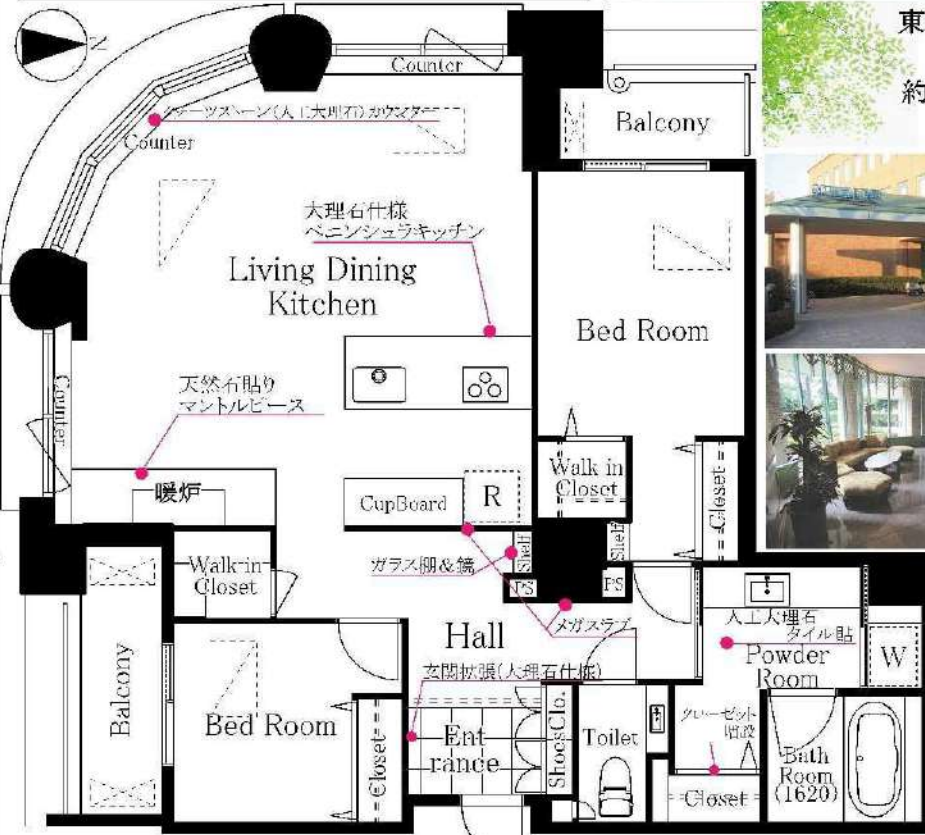 N
東
約
Counter
Balcony
クォーツストーン(人工大理石)カウンター
Counter
大理石仕様
ペニンシュラキッチン
Living Dining
Kitchen
Bed Room
Counter
天然石貼り
マントルピース
暖炉
CupBoard
R
Walk in
Closet
Closet
Shelf
Shelf
ガラス棚&鏡
PS
PS
Walk-in
Closet
メガスラブ
Hall
人工大理石
タイル貼
Powder
Room
W
玄関拡張(大理石仕様)
Balcony
Bed Room
Closet
Ent
rance
ShoesClo.
Toilet
クローゼット
増設
Closet
Bath
Room
(1620)